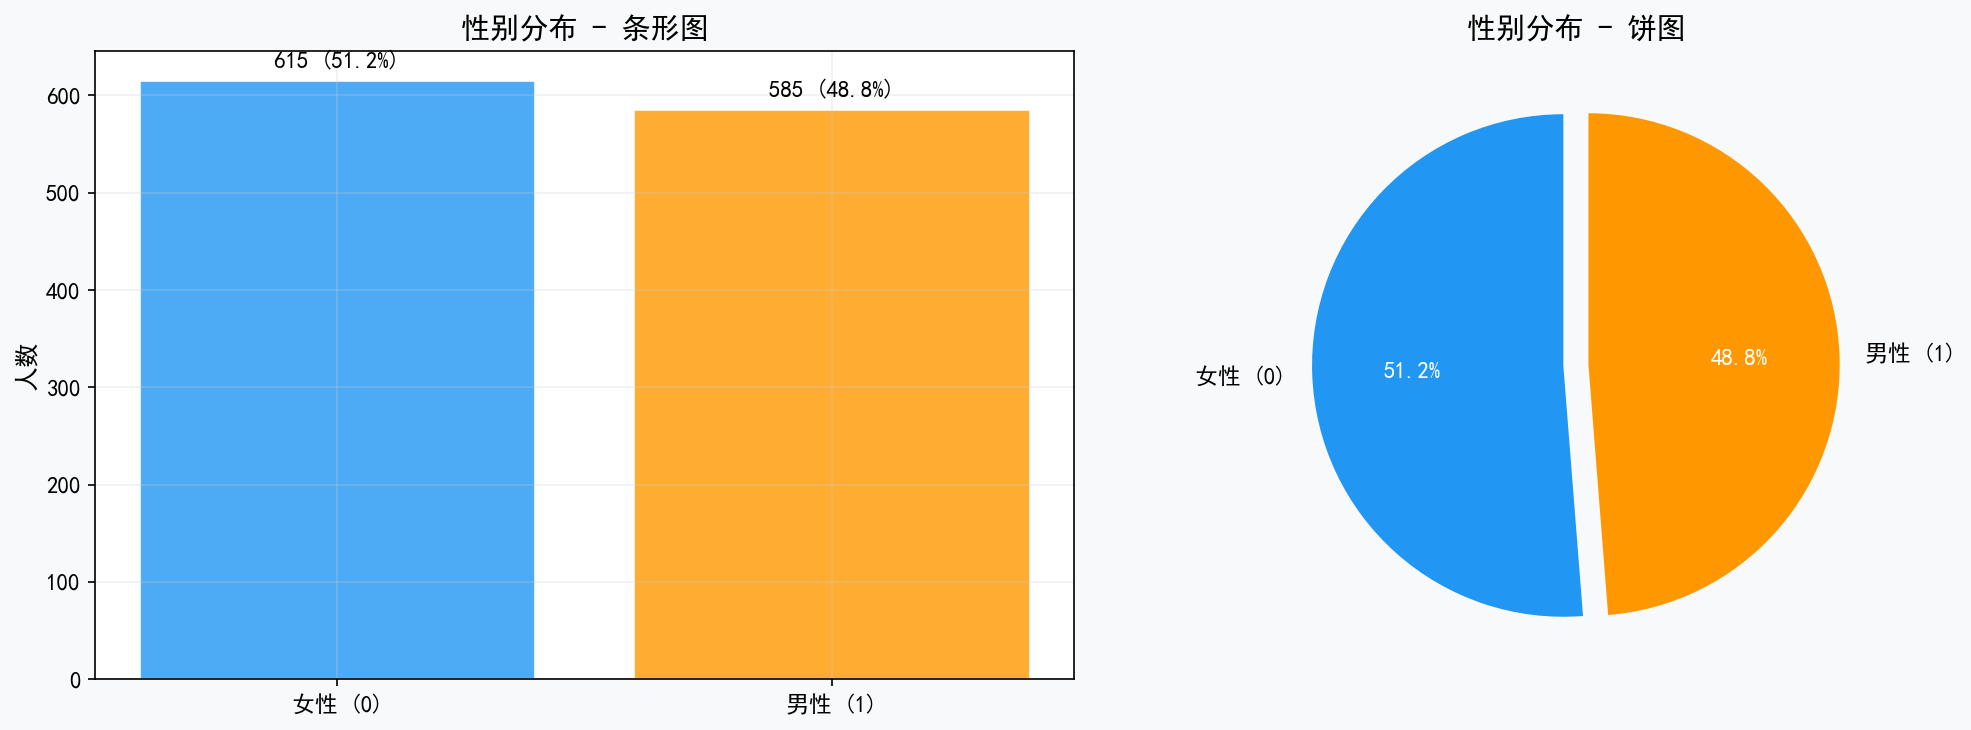 性别分布 - 条形图
615 (51.2%)
585 (48.8%)
人数
600
500
400
300
200
100
0
女性 (0)
男性 (1)
性别分布 - 饼图
女性 (0)
51.2%
48.8%
男性 (1)